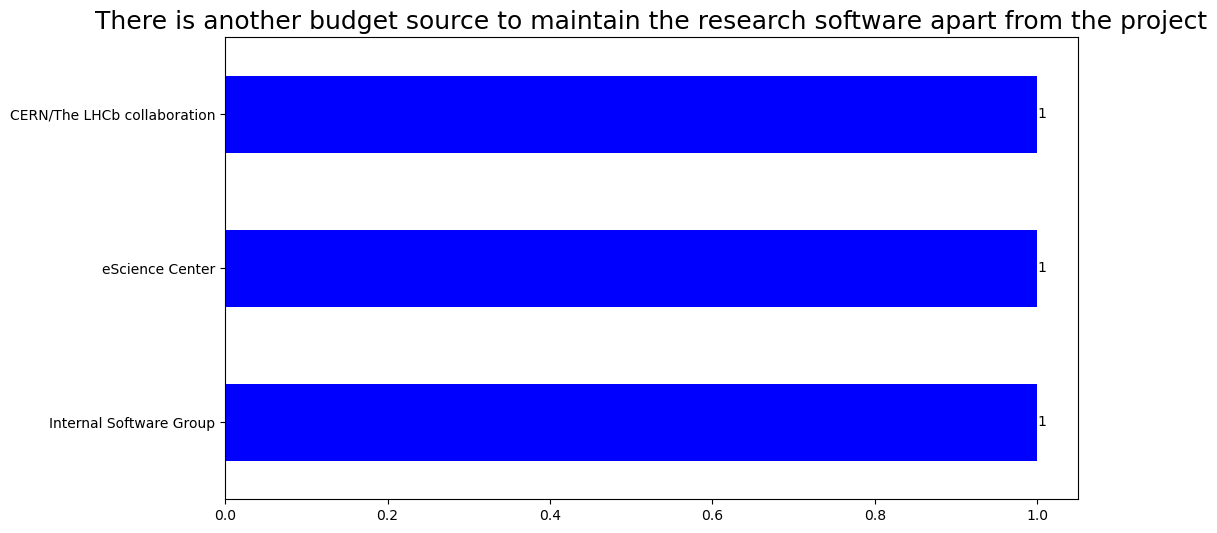 There is another budget source to maintain the research software apart from the project
CERN/The LHCb collaboration
1
eScience Center
1
Internal Software Group
1
0.0 0.2 0.4 0.6 0.8 1.0